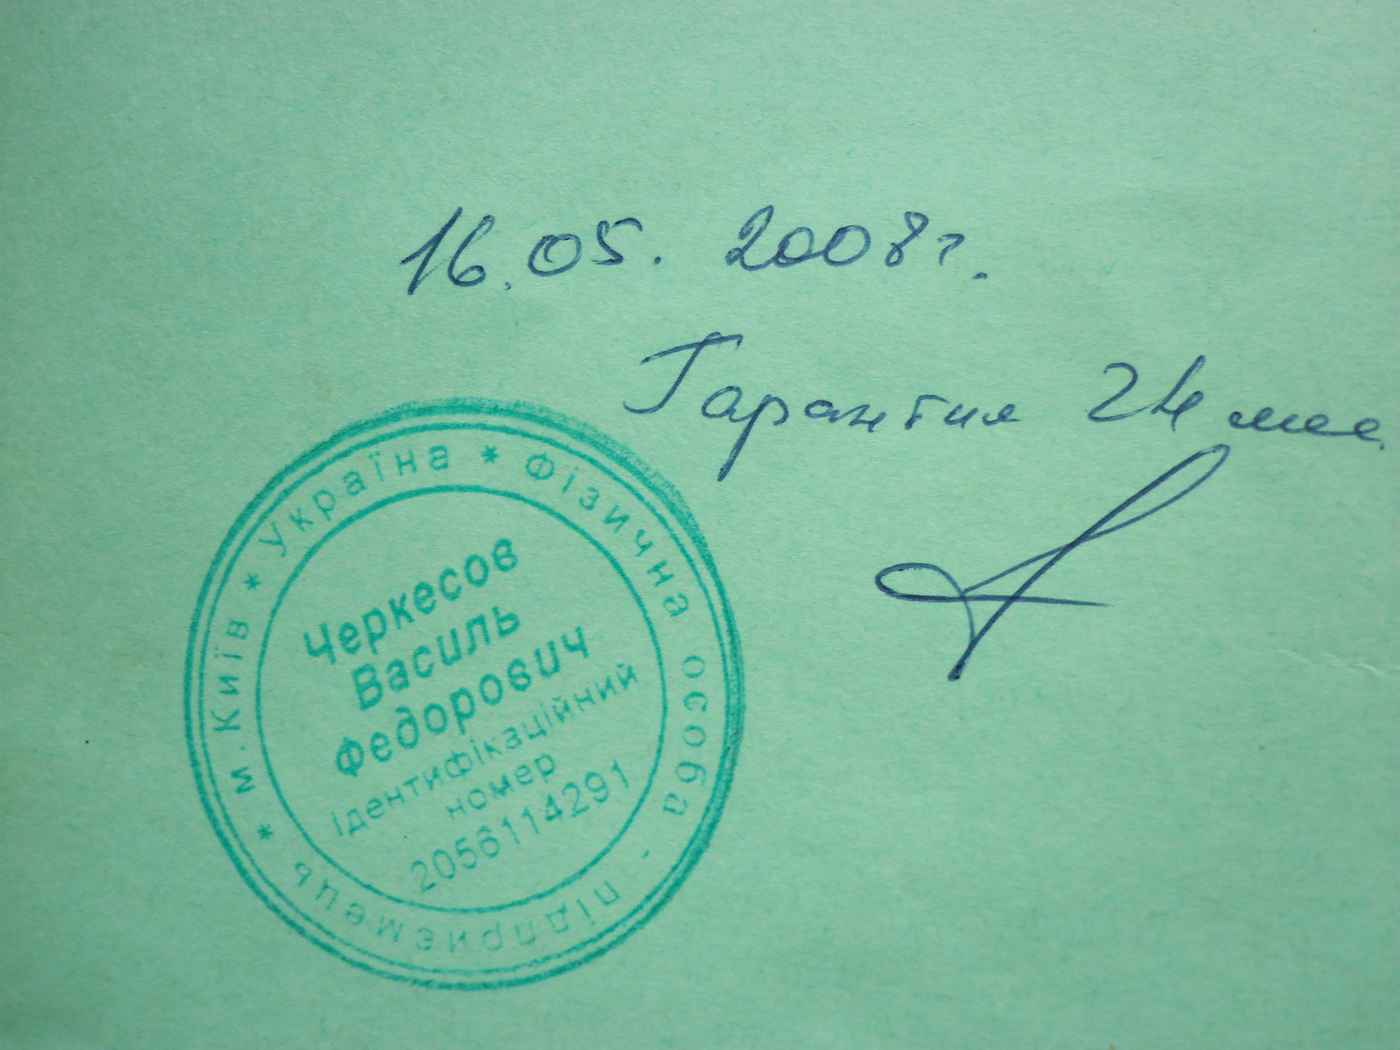 16.05. 2008г.
Гарантия 24 мес.
* м.Київ * Україна * Фізична особа - підприємець
Черкесов
Василь
Федорович
Ідентифікаційний
номер
2056114291